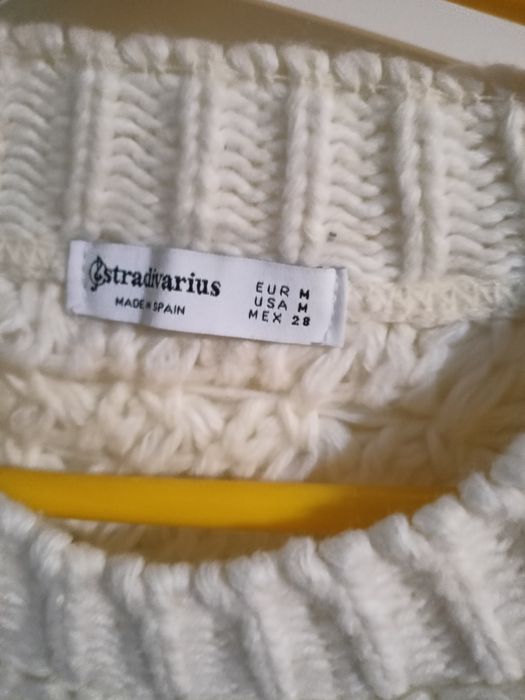 stradivarius
MADE IN SPAIN
EUR M
USA M
MEX 28